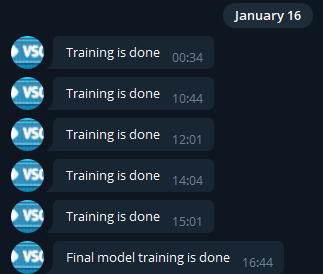 January 16
VSC
Training is done 00:34
VSC
Training is done 10:44
VSC
Training is done 12:01
VSC
Training is done 14:04
VSC
Training is done 15:01
VSC
Final model training is done 16:44